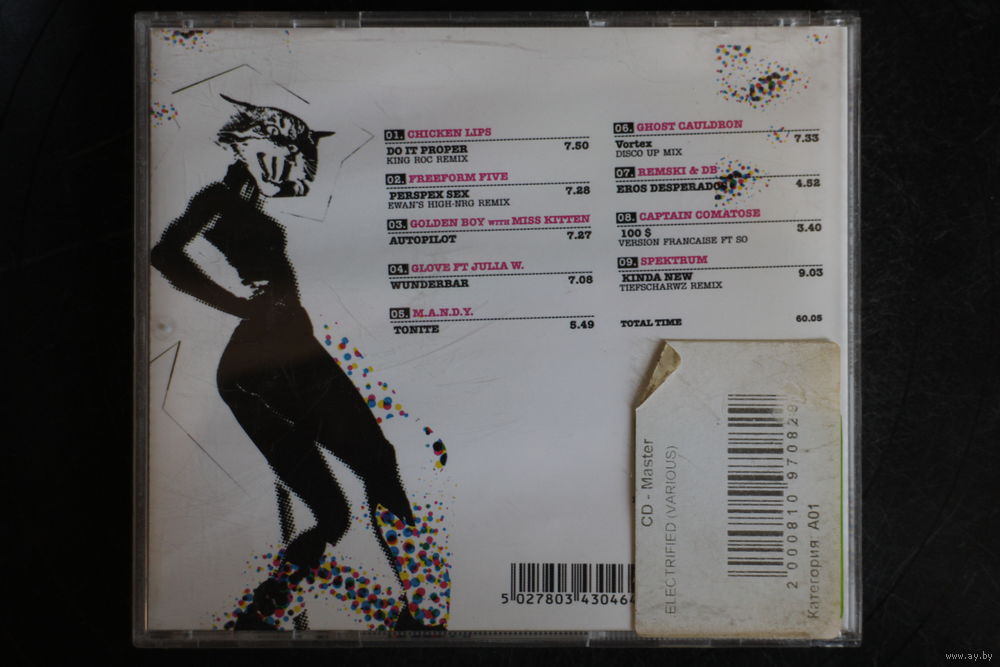 01. CHICKEN LIPS
DO IT PROPER 7.50
KING ROC REMIX
02. FREEFORM FIVE
PERSPEX SEX 7.28
EWAN'S HIGH-NRG REMIX
03. GOLDEN BOY WITH MISS KITTEN
AUTOPILOT 7.27
04. GLOVE FT JULIA W.
WUNDERBAR 7.08
05. M.A.N.D.Y.
TONITE 5.49
06. GHOST CAULDRON
Vortex 7.33
DISCO UP MIX
07. REMSKI & DB
EROS DESPERADOS 4.52
08. CAPTAIN COMATOSE
100 $ 3.40
VERSION FRANCAISE FT SO
09. SPEKTRUM
KINDA NEW 9.03
TIEFSCHARWZ REMIX
TOTAL TIME 60.05
CD - Master
ELECTRIFIED (VARIOUS)
2 000810 970829
Категория A01
5 027803 430464
www.ay.by